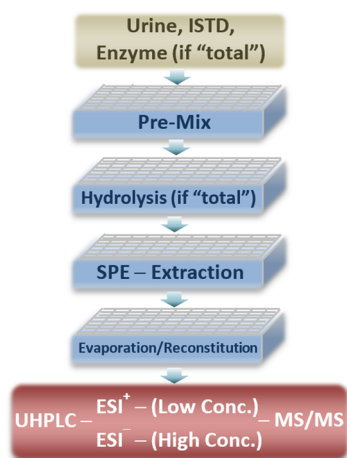 Urine, ISTD,
Enzyme (if “total”)
Pre-Mix
Hydrolysis (if “total”)
SPE – Extraction
Evaporation/Reconstitution
UHPLC – ESI⁺ – (Low Conc.) – MS/MS
ESI⁻ – (High Conc.)